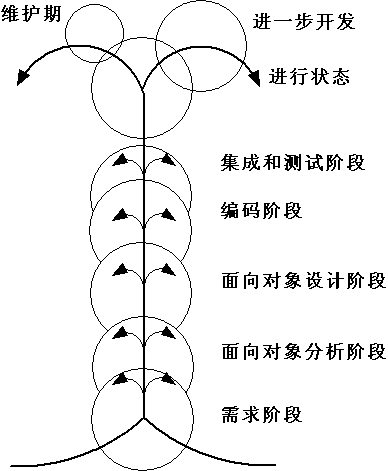 维护期
进一步开发
进行状态
集成和测试阶段
编码阶段
面向对象设计阶段
面向对象分析阶段
需求阶段